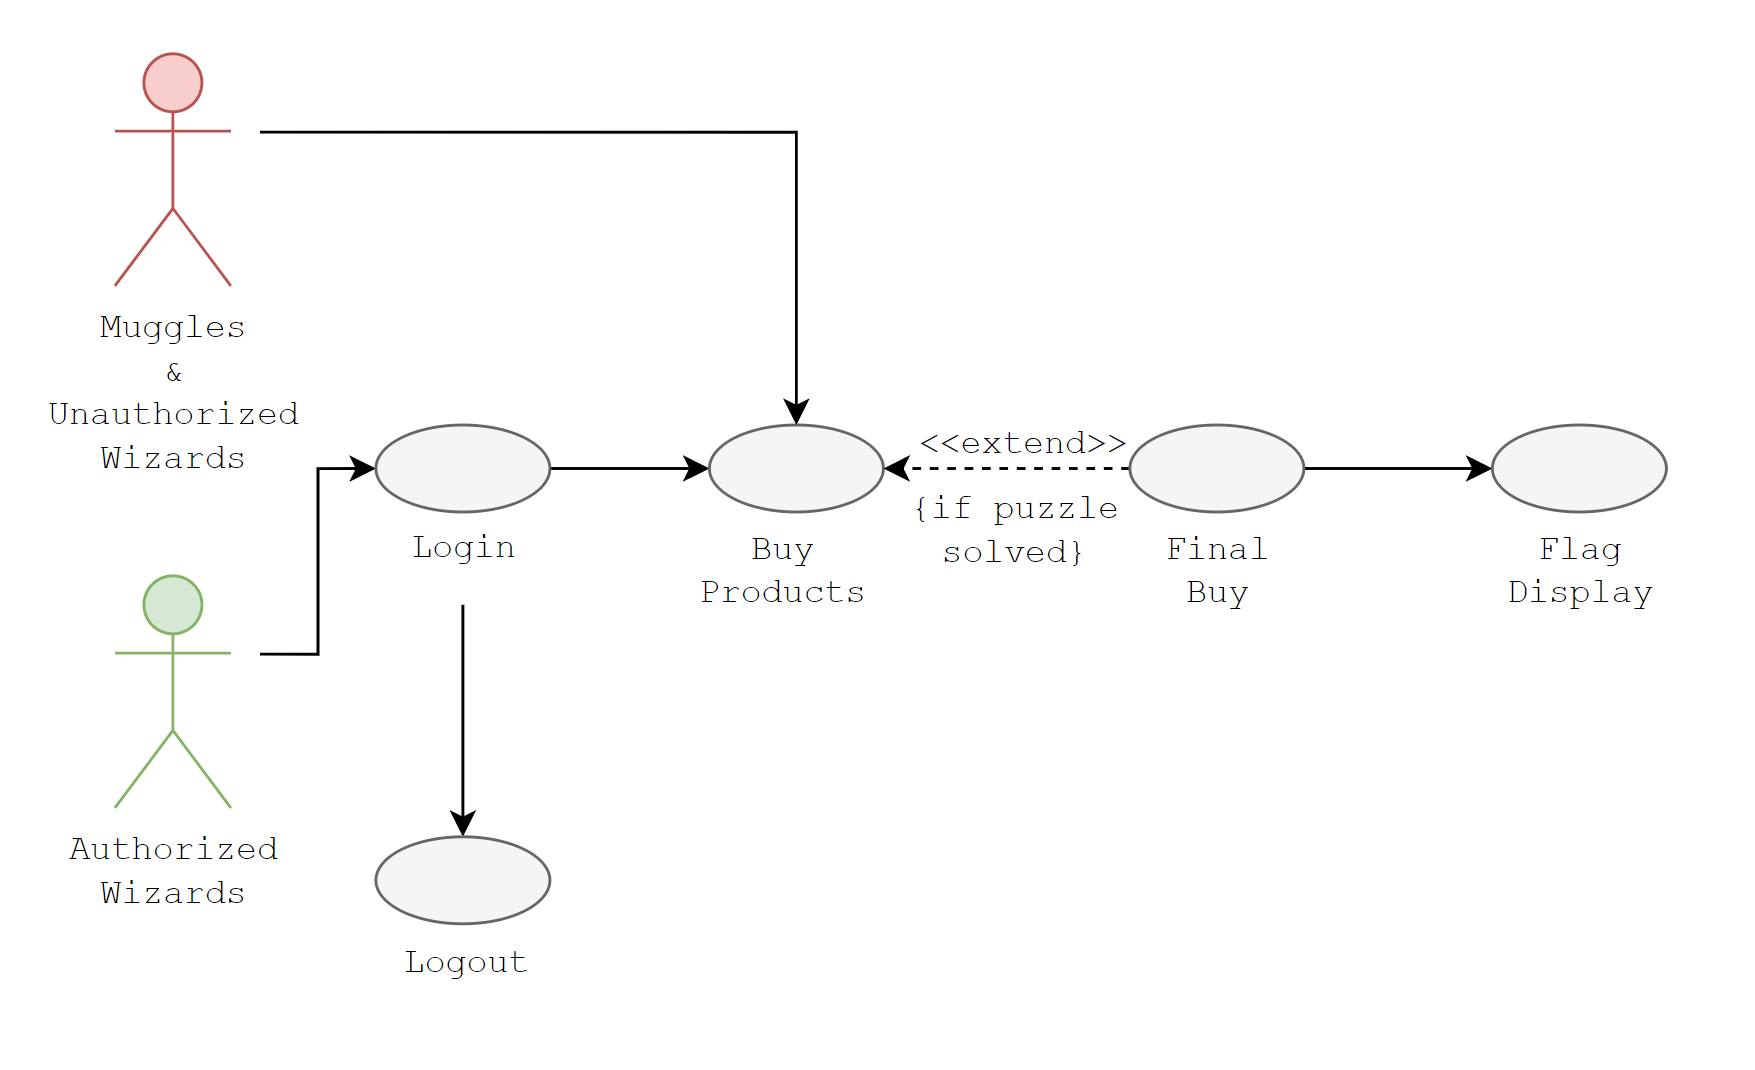 Muggles
&
Unauthorized
Wizards
Login
Buy
Products
<<extend>>
{if puzzle
solved}
Final
Buy
Flag
Display
Authorized
Wizards
Logout